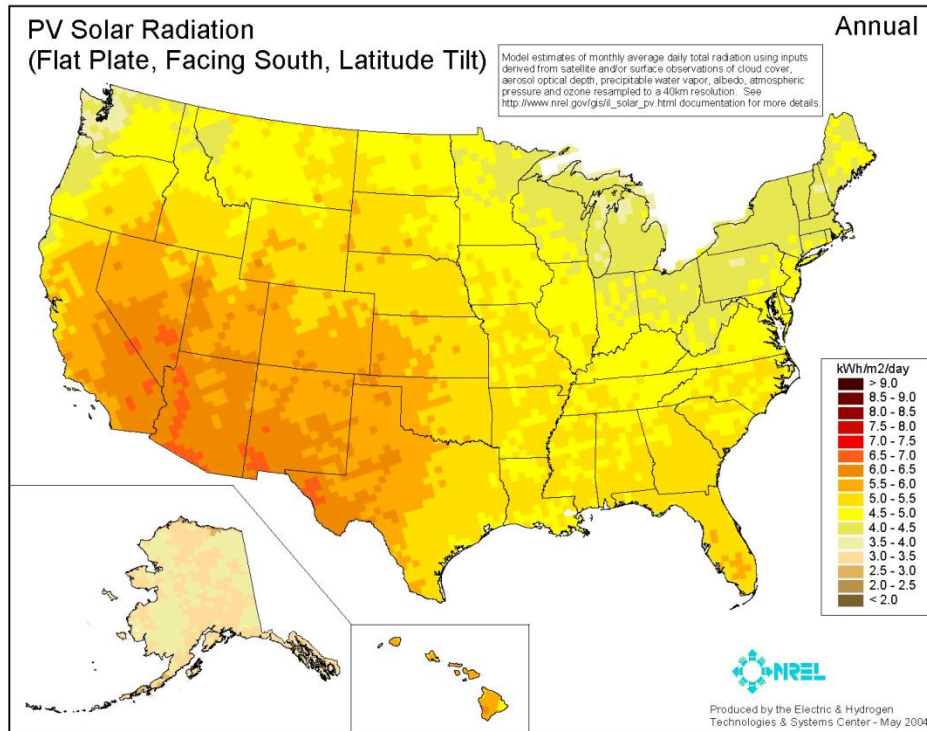 PV Solar Radiation
(Flat Plate, Facing South, Latitude Tilt)
Annual
Model estimates of monthly average daily total radiation using inputs
derived from satellite and/or surface observations of cloud cover,
aerosol optical depth, precipitable water vapor, albedo, atmospheric
pressure and ozone resampled to a 40km resolution. See
http://www.nrel.gov/gis/il_solar_pv.html documentation for more details.
kWh/m2/day
> 9.0
8.5 - 9.0
8.0 - 8.5
7.5 - 8.0
7.0 - 7.5
6.5 - 7.0
6.0 - 6.5
5.5 - 6.0
5.0 - 5.5
4.5 - 5.0
4.0 - 4.5
3.5 - 4.0
3.0 - 3.5
2.5 - 3.0
2.0 - 2.5
< 2.0
NREL
Produced by the Electric & Hydrogen
Technologies & Systems Center - May 2004